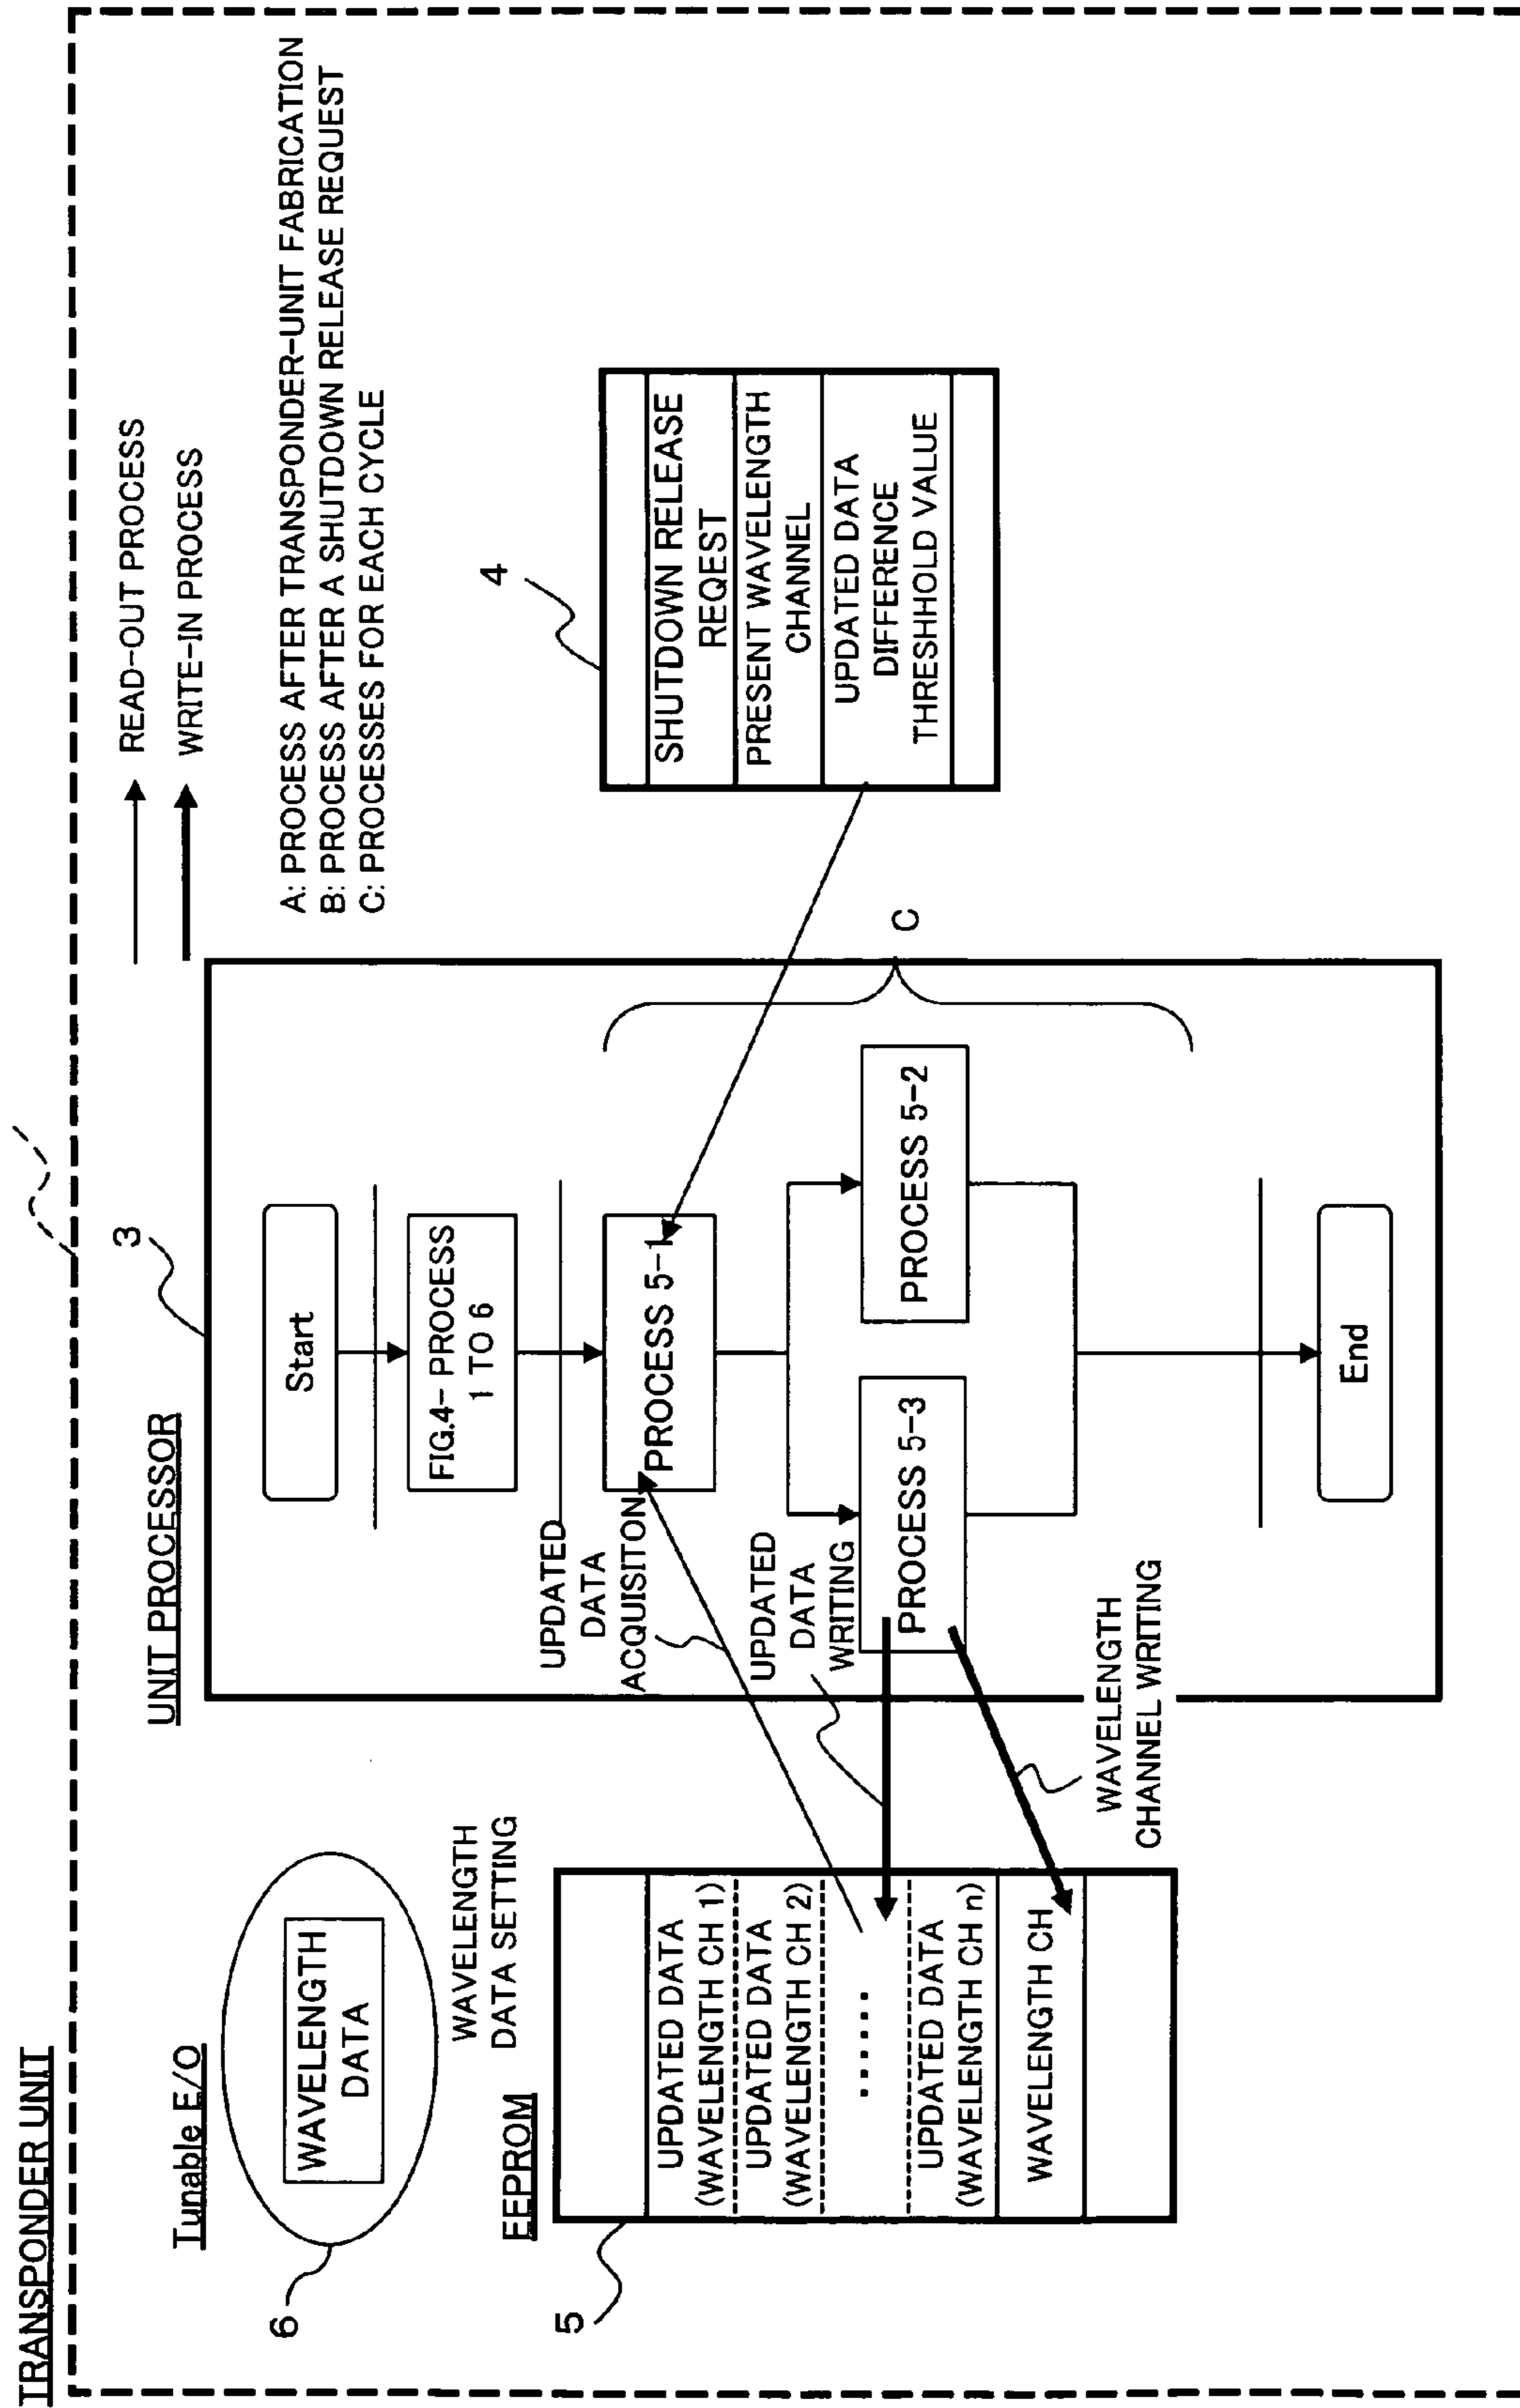 TRANSPONDER UNIT
Tunable E/O
6
WAVELENGTH
DATA
WAVELENGTH
DATA SETTING
EEPROM
5
UPDATED DATA
(WAVELENGTH CH 1)
UPDATED DATA
(WAVELENGTH CH 2)
......
UPDATED DATA
(WAVELENGTH CH n)
WAVELENGTH CH
UNIT PROCESSOR
3
Start
FIG.4- PROCESS
1 TO 6
UPDATED
DATA
ACQUISITON
PROCESS 5-1
UPDATED
DATA
WRITING
PROCESS 5-3
PROCESS 5-2
WAVELENGTH
CHANNEL WRITING
End
C
READ-OUT PROCESS
WRITE-IN PROCESS
A: PROCESS AFTER TRANSPONDER-UNIT FABRICATION
B: PROCESS AFTER A SHUTDOWN RELEASE REQUEST
C: PROCESSES FOR EACH CYCLE
4
SHUTDOWN RELEASE
REQEST
PRESENT WAVELENGTH
CHANNEL
UPDATED DATA
DIFFERENCE
THRESHHOLD VALUE